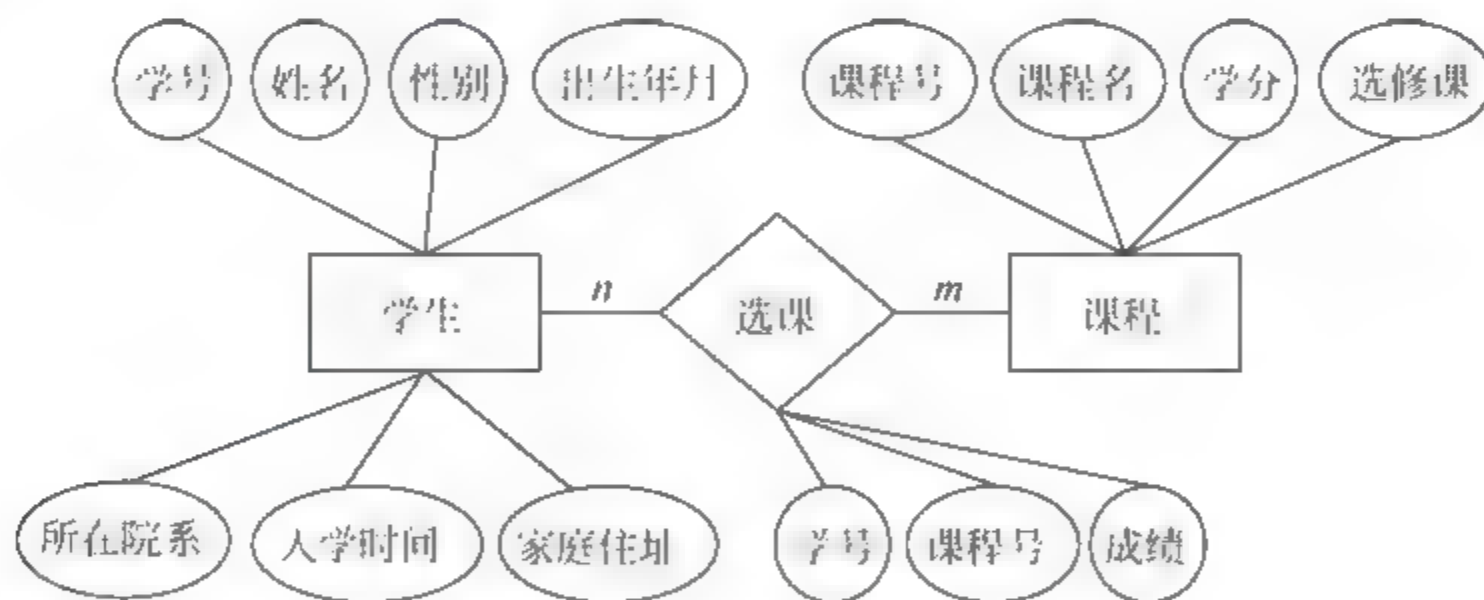 学号 姓名 性别 出生年月 课程号 课程名 学分 选修课
学生 n 选课 m 课程
所在院系 入学时间 家庭住址 学号 课程号 成绩